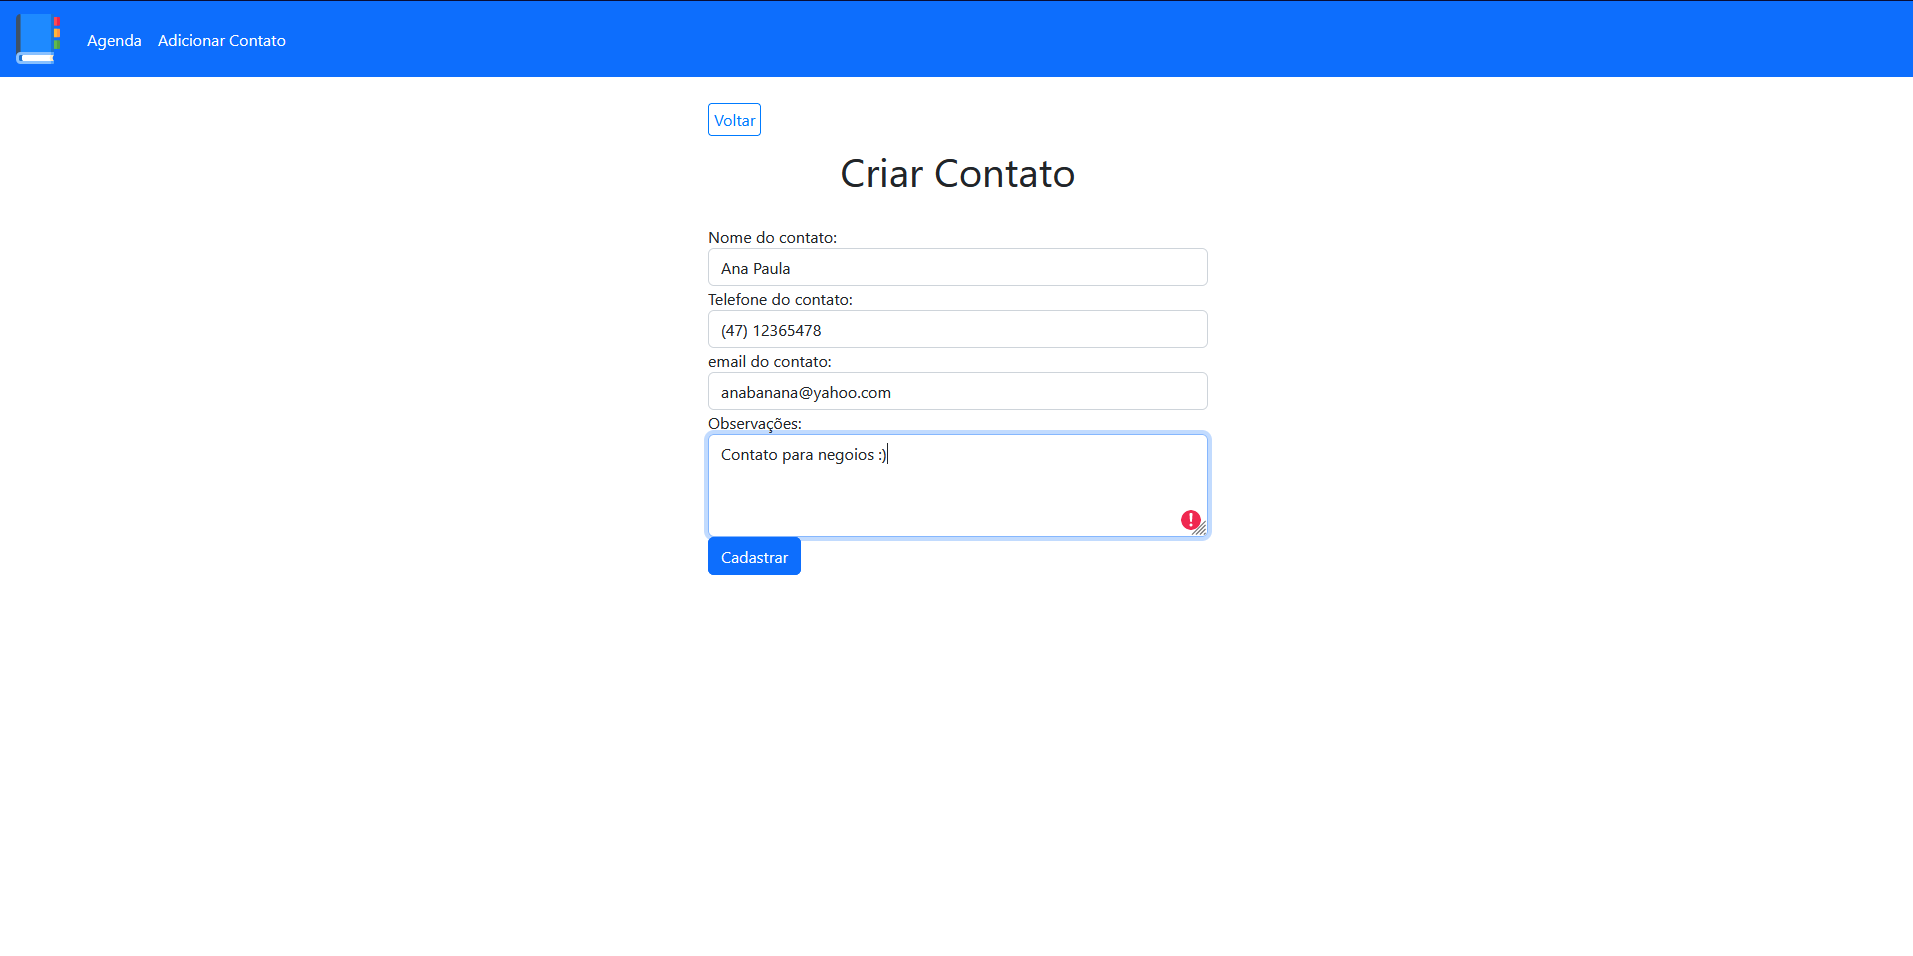 Agenda Adicionar Contato
Voltar
Criar Contato
Nome do contato:
Ana Paula
Telefone do contato:
(47) 12365478
email do contato:
anabanana@yahoo.com
Observações:
Contato para negoios :)
Cadastrar